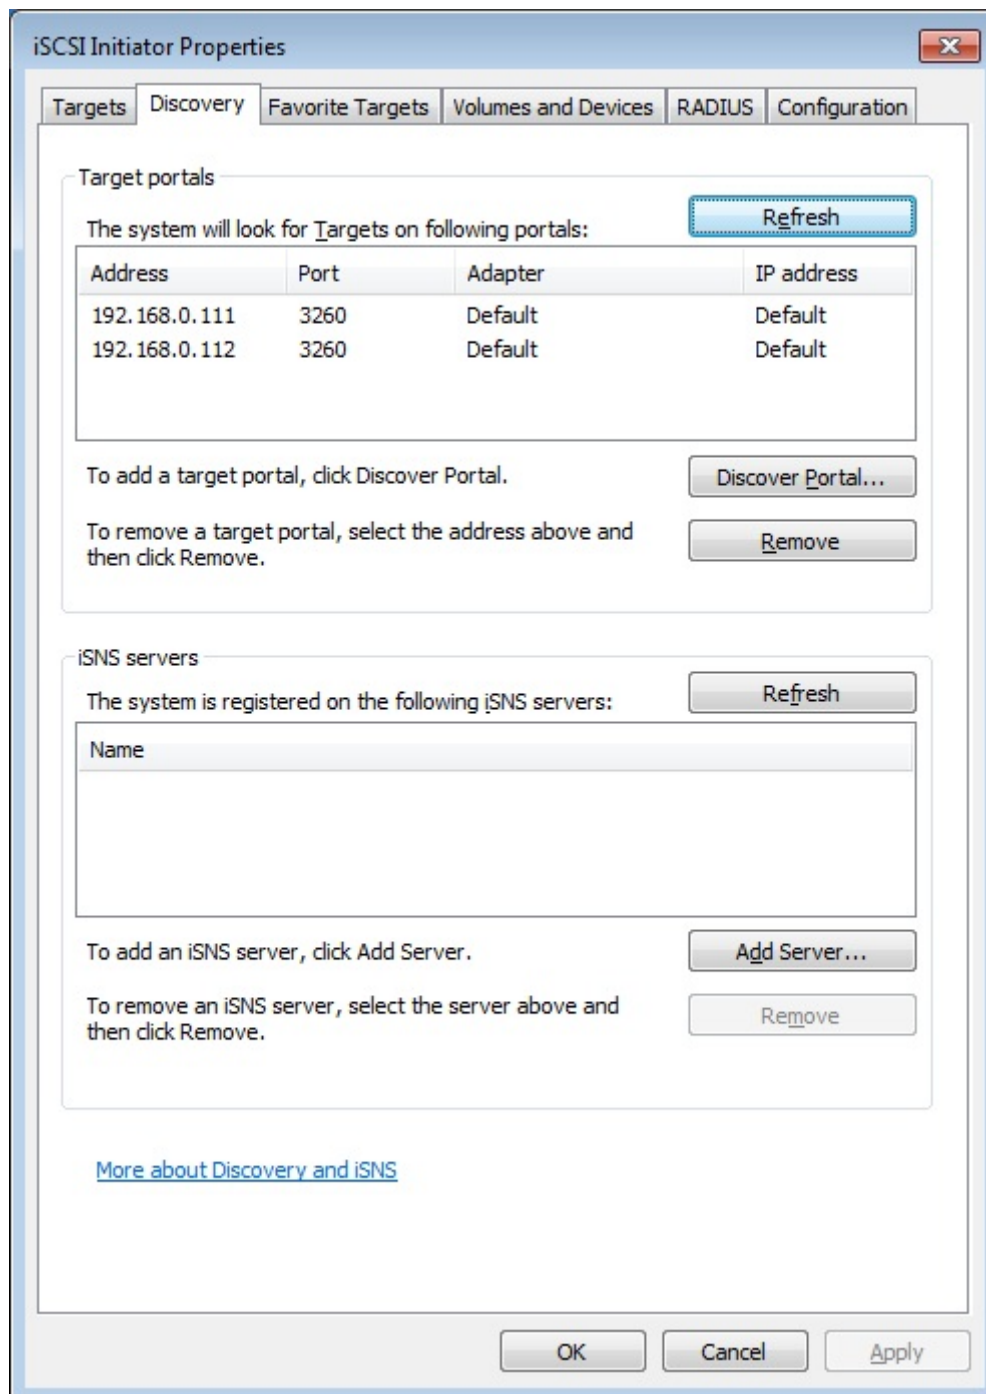 iSCSI Initiator Properties
Targets Discovery Favorite Targets Volumes and Devices RADIUS Configuration
Target portals
The system will look for Targets on following portals:
Refresh
Address Port Adapter IP address
192.168.0.111 3260 Default Default
192.168.0.112 3260 Default Default
To add a target portal, click Discover Portal.
Discover Portal...
To remove a target portal, select the address above and
then click Remove.
Remove
iSNS servers
The system is registered on the following iSNS servers:
Refresh
Name
To add an iSNS server, click Add Server.
Add Server...
To remove an iSNS server, select the server above and
then click Remove.
Remove
More about Discovery and iSNS
OK Cancel Apply